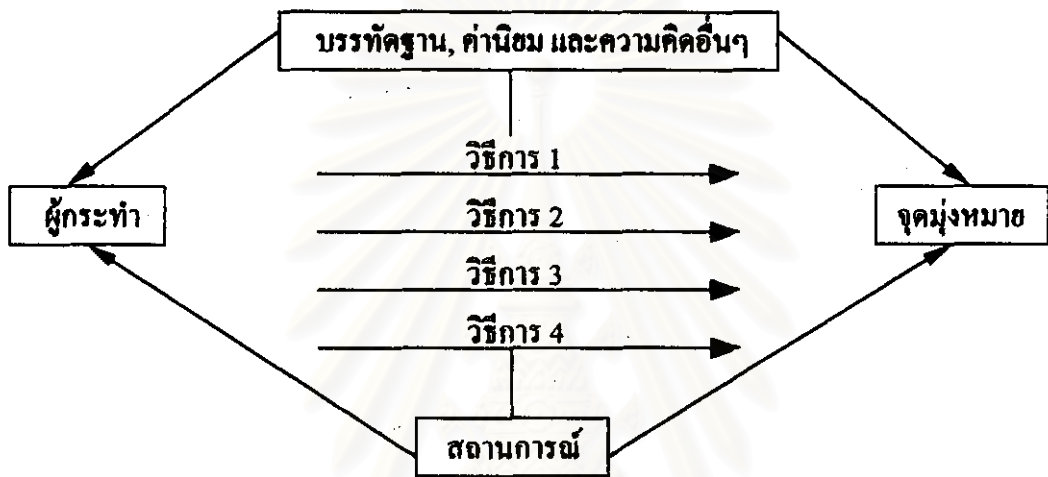 บรรทัดฐาน, ค่านิยม และความคิดอื่นๆ
วิธีการ 1
ผู้กระทำ
วิธีการ 2
จุดมุ่งหมาย
วิธีการ 3
วิธีการ 4
สถานการณ์